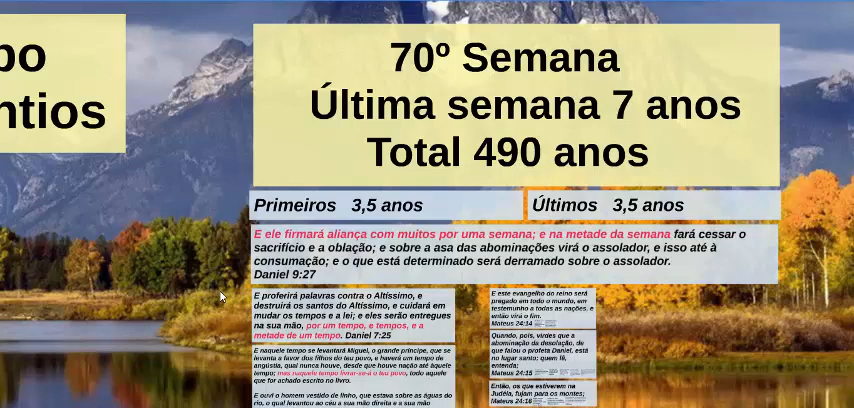 po
ntios
70º Semana
Última semana 7 anos
Total 490 anos
Primeiros 3,5 anos
Últimos 3,5 anos
E ele firmará aliança com muitos por uma semana; e na metade da semana fará cessar o
sacrifício e a oblação; e sobre a asa das abominações virá o assolador, e isso até à
consumação; e o que está determinado será derramado sobre o assolador.
Daniel 9:27
E proferirá palavras contra o Altíssimo, e
destruirá os santos do Altíssimo, e cuidará em
mudar os tempos e a lei; e eles serão entregues
na sua mão, por um tempo, e tempos, e a
metade de um tempo. Daniel 7:25
E naquele tempo se levantará Miguel, o grande príncipe, que se
levanta a favor dos filhos do teu povo, e haverá um tempo de
angústia, qual nunca houve, desde que houve nação até àquele
tempo; mas naquele tempo livrar-se-á o teu povo, todo aquele
que for achado escrito no livro.
E ouvi o homem vestido de linho, que estava sobre as águas do
rio, o qual levantou ao céu a sua mão direita e a sua mão
E este evangelho do reino será
pregado em todo o mundo, em
testemunho a todas as nações, e
então virá o fim.
Mateus 24:14
Quando, pois, virdes que a
abominação da desolação, de
que falou o profeta Daniel, está
no lugar santo; quem lê,
entenda;
Mateus 24:15
Então, os que estiverem na
Judéia, fujam para os montes;
Mateus 24:16